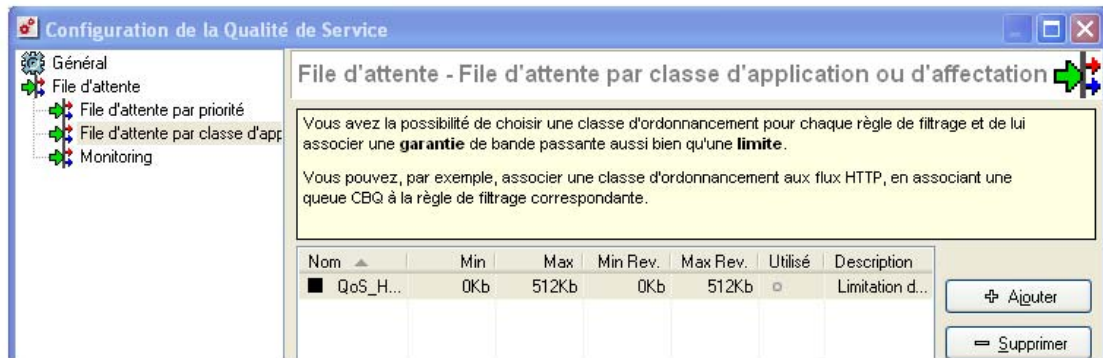 Configuration de la Qualité de Service
Général
File d'attente
File d'attente par priorité
File d'attente par classe d'app
Monitoring
File d'attente - File d'attente par classe d'application ou d'affectation
Vous avez la possibilité de choisir une classe d'ordonnancement pour chaque règle de filtrage et de lui
associer une garantie de bande passante aussi bien qu'une limite.
Vous pouvez, par exemple, associer une classe d'ordonnancement aux flux HTTP, en associant une
queue CBQ à la règle de filtrage correspondante.
Nom Min Max Min Rev. Max Rev. Utilisé Description
QoS_H... 0Kb 512Kb 0Kb 512Kb Limitation d...
Ajouter
Supprimer